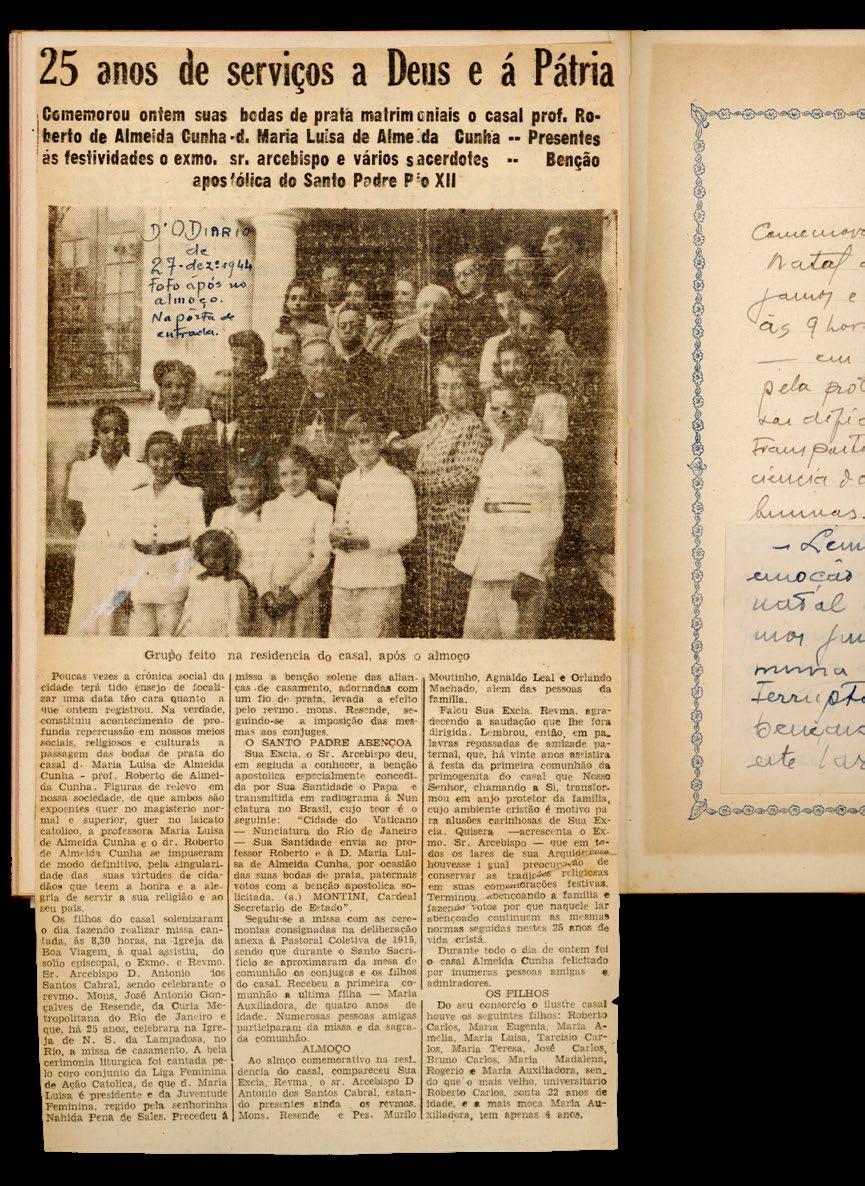 25 anos de serviços a Deus e á Pátria
Comemorou ontem suas bodas de prata matrimoniais o casal prof. Ro-
berto de Almeida Cunha-d. Maria Luisa de Almeida Cunha -- Presentes
ás festividades o exmo. sr. arcebispo e vários sacerdotes -- Benção
apostólica do Santo Padre Pio XII
D'O DIARIO
de
27-dez-1944
foto após no
almoço.
Na pôrta de
entrada.
Grupo feito na residencia do casal, após o almoço
Poucas vezes a crônica social da
cidade terá tido ensejo de focali-
zar uma data tão cara quanto a
que ontem registrou. Na verdade,
constituiu acontecimento de pro-
funda repercussão em nossos meios
sociais, religiosos e culturais a
passagem das bodas de prata do
casal d. Maria Luisa de Almeida
Cunha - prof. Roberto de Almei-
da Cunha. Figuras de relevo em
nossa sociedade, de que ambos são
expoentes quer no magisterio nor-
mal e superior, quer no laicato
catolico, a professora Maria Luisa
de Almeida Cunha e o dr. Roberto
de Almeida Cunha se impuseram
de modo definitivo, pela singulari-
dade das suas virtudes de cida-
dãos que teem a honra e a ale-
gria de servir a sua religião e ao
seu país.
Os filhos do casal solenizaram
o dia fazendo realizar missa can-
tada, ás 8,30 horas, na Igreja da
Boa Viagem, á qual assistiu, do
solio episcopal, o Exmo. e Revmo.
Sr. Arcebispo D. Antonio dos
Santos Cabral, sendo celebrante o
revmo. Mons. José Antonio Gon-
çalves de Resende, da Curia Me-
tropolitana do Rio de Janeiro e
que, há 25 anos, celebrara na Igre-
ja de N. S. da Lampadosa, no
Rio, a missa de casamento. A bela
cerimonia liturgica foi cantada pe-
lo coro conjunto da Liga Feminina
de Ação Catolica, de que d. Maria
Luisa é presidente e da Juventude
Feminina, regido pela senhorinha
Nahida Pena de Sales. Precedeu á
missa a benção solene das alian-
ças de casamento, adornadas com
um fio de prata, levada a efeito
pelo revmo. mons. Resende, se-
guindo-se a imposição das mes-
mas aos conjuges.
O SANTO PADRE ABENÇOA
Sua Excia. o Sr. Arcebispo deu,
em segiuda a conhecer, a benção
apostolica especialmente concedi-
da por Sua Santidade o Papa e
transmitida em radiograma á Nun
ciatura no Brasil, cujo teor é o
seguinte: "Cidade do Vaticano
— Nunciatura do Rio de Janeiro
— Sua Santidade envia ao pro-
fessor Roberto e à D. Maria Lui-
sa de Almeida Cunha, por ocasião
das suas bodas de prata, paternais
votos com a benção apostolica so-
licitada. (a.) MONTINI, Cardeal
Secretario de Estado".
Seguiu-se a missa com as cere-
monias consignadas na deliberação
anexa á Pastoral Coletiva de 1915,
sendo que durante o Santo Sacri-
ficio se aproximaram da mesa de
comunhão os conjuges e os filhos
do casal. Recebeu a primeira co-
munhão a ultima filha — Maria
Auxiliadora, de quatro anos de
idade. Numerosas pessoas amigas
participaram da missa e da sagra-
da comunhão.
ALMOÇO
Ao almço comemorativo na resi-
dencia do casal, compareceu Sua
Excia. Revma. o sr. Arcebispo D
Antonio dos Santos Cabral, estan-
do presentes ainda os revmos.
Mons. Resende e Pes. Murilo
Moutinho, Agnaldo Leal e Orlando
Machado, alem das pessoas da
familia.
Falou Sua Excia. Revma. agra-
decendo a saudação que lhe fora
dirigida. Lembrou, então, em pa-
lavras repassadas de amizade pa-
ternal, que, há vinte anos assistira
á festa da primeira comunhão da
primogenita do casal que Nosso
Senhor, chamando a Si, transfor-
mou em anjo protetor da familia,
cujo ambiente cristão é motivo pa
ra alusões carinhosas de Sua Ex-
cia. Quisera —acrescenta o Ex-
mo. Sr. Arcebispo — que em to-
dos os lares de sua Arquidiocese
houvesse i gual preocupação de
conservar as tradições religiosas
em suas comemorações festivas.
Terminou abençoando a familia e
fazendo votos por que naquele lar
abençoado continuem as mesmas
normas seguidas nestes 25 anos de
vida cristã.
Durante todo o dia de ontem foi
o casal Almeida Cunha felicitado
por inumeras pessoas amigas e
admiradores.
OS FILHOS
Do seu consorcio o ilustre casal
houve os seguintes filhos: Roberto
Carlos, Maria Eugenia, Maria A-
melia, Maria Luisa, Tarcisio Car-
los, Maria Teresa, José Carlos,
Bruno Carlos, Maria Madalena,
Rogerio e Maria Auxiliadora, sen-
do que o mais velho, universitario
Roberto Carlos, conta 22 anos de
idade, e a mais moça Maria Au-
xiliadora, tem apenas 4 anos.
Comemora
Natal
às 9 hor
— em
pela
Transporta
ciencia
humas.
- Lem
emoção
natal
mos jun